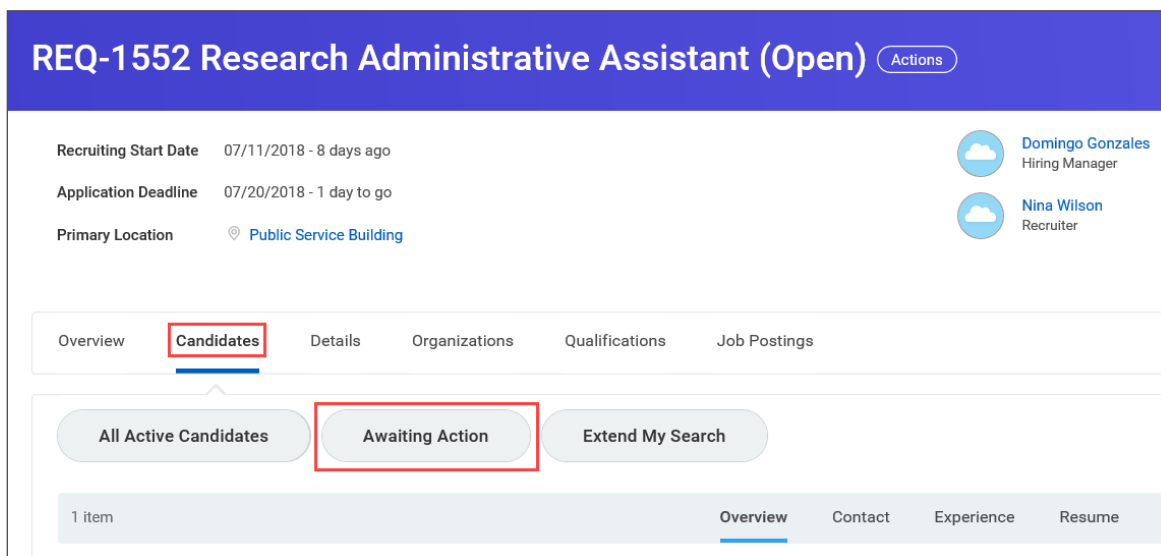 REQ-1552 Research Administrative Assistant (Open) Actions
Recruiting Start Date 07/11/2018 - 8 days ago
Application Deadline 07/20/2018 - 1 day to go
Primary Location Public Service Building
Domingo Gonzales
Hiring Manager
Nina Wilson
Recruiter
Overview Candidates Details Organizations Qualifications Job Postings
All Active Candidates Awaiting Action Extend My Search
1 item Overview Contact Experience Resume